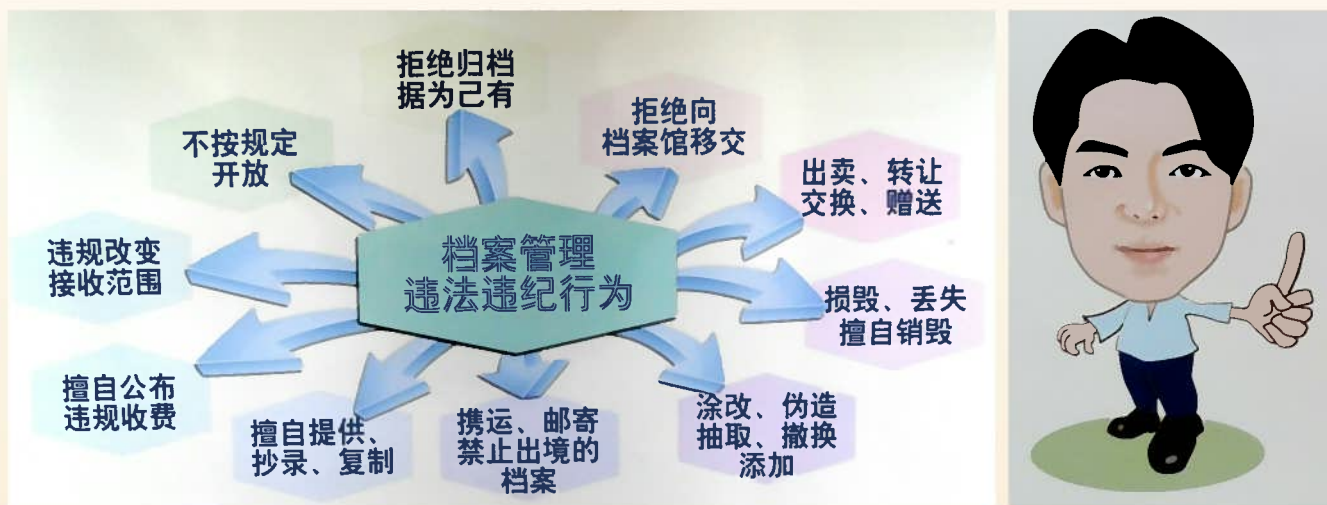 档案管理
违法违纪行为
拒绝归档
据为己有
拒绝向
档案馆移交
出卖、转让
交换、赠送
损毁、丢失
擅自销毁
涂改、伪造
抽取、撤换
添加
携运、邮寄
禁止出境的
档案
擅自提供、
抄录、复制
擅自公布
违规收费
违规改变
接收范围
不按规定
开放